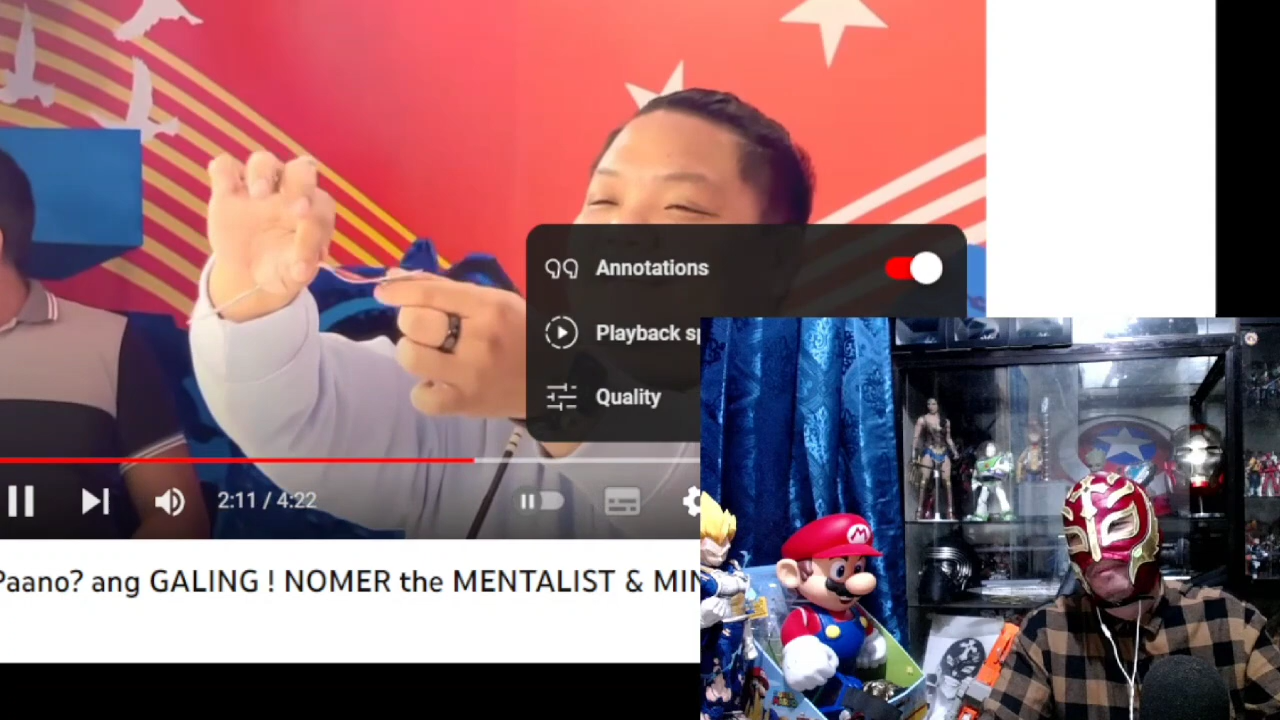 Annotations
Playback sp
Quality
2:11 / 4:22
Paano? ang GALING ! NOMER the MENTALIST & MIN
M